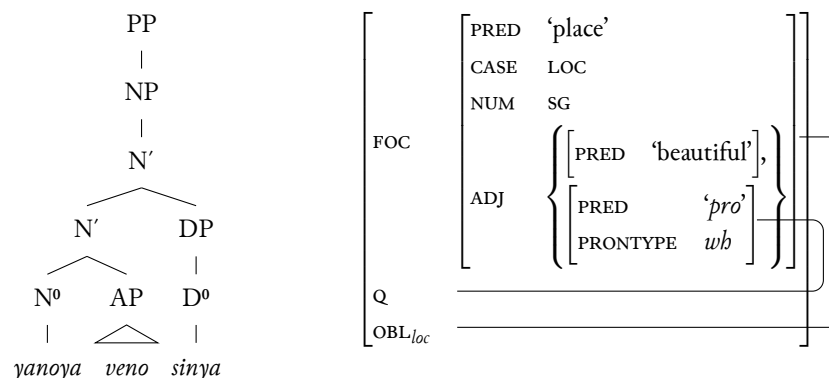 PP
NP
N′
N′ DP
N⁰ AP D⁰
yanoya veno sinya
FOC
PRED ‘place’
CASE LOC
NUM SG
ADJ
PRED ‘beautiful’ ,
PRED ‘pro’
PRONTYPE wh
Q
OBL_loc